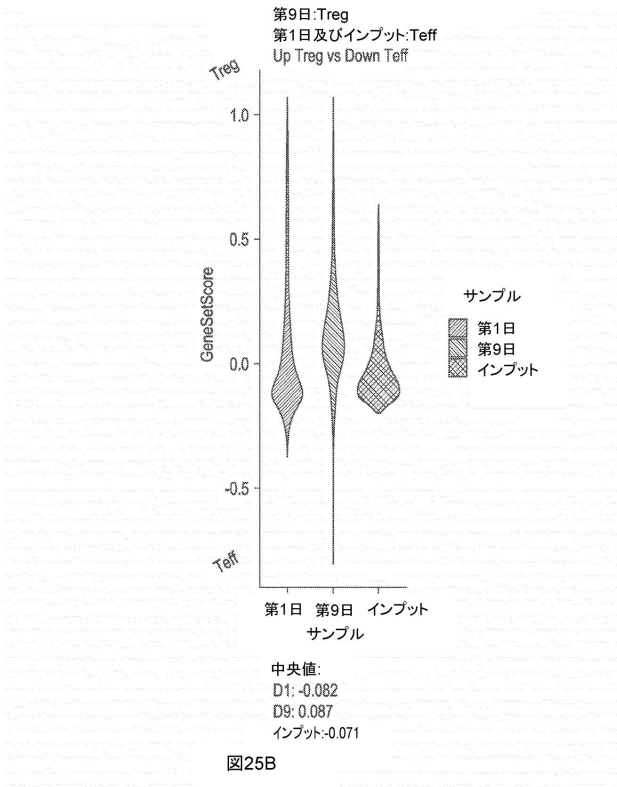 第9日:Treg
第1日及びインプット:Teff
Up Treg vs Down Teff
Treg
1.0
0.5
0.0
-0.5
GeneSetScore
Teff
第1日
第9日
インプット
サンプル
サンプル
第1日
第9日
インプット
中央値:
D1: -0.082
D9: 0.087
インプット:-0.071
図25B